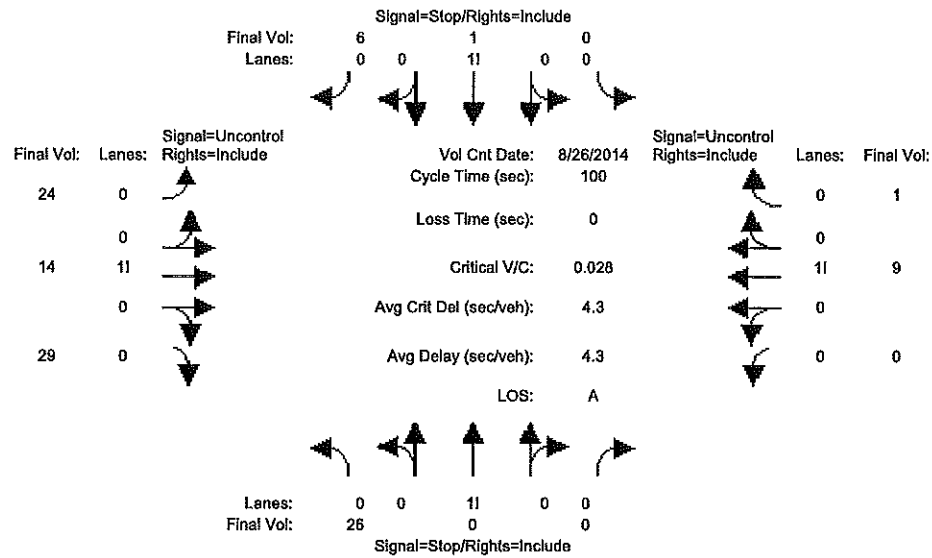 Signal=Stop/Rights=Include
Final Vol: 6 1 0
Lanes: 0 0 1! 0 0
Signal=Uncontrol
Final Vol: Lanes: Rights=Include
Vol Cnt Date: 8/26/2014
Signal=Uncontrol
Rights=Include Lanes: Final Vol:
Cycle Time (sec): 100
24 0
0 1
Loss Time (sec): 0
0
0
14 1!
Critical V/C: 0.028
1! 9
0
Avg Crit Del (sec/veh): 4.3
0
29 0
Avg Delay (sec/veh): 4.3
0 0
LOS: A
Lanes: 0 0 1! 0 0
Final Vol: 26 0 0
Signal=Stop/Rights=Include